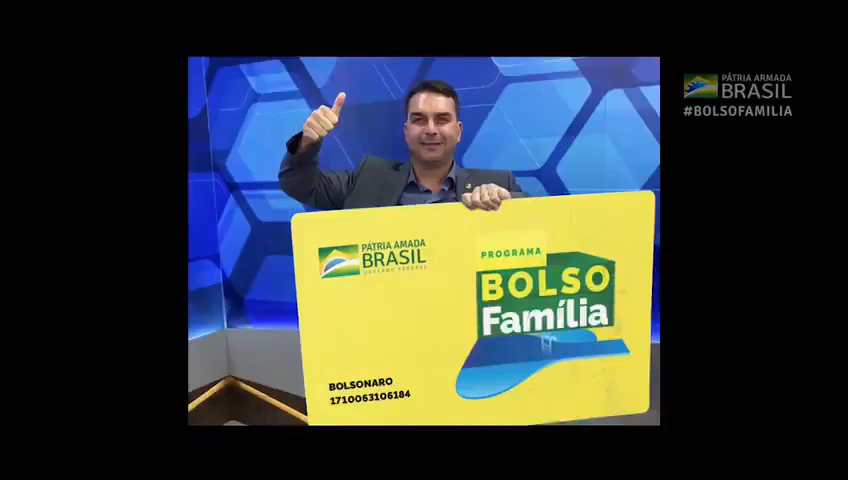 PÁTRIA AMADA
BRASIL
#BOLSOFAMILIA
PÁTRIA AMADA
BRASIL
GOVERNO FEDERAL
PROGRAMA
BOLSO
Família
BOLSONARO
1710063106184